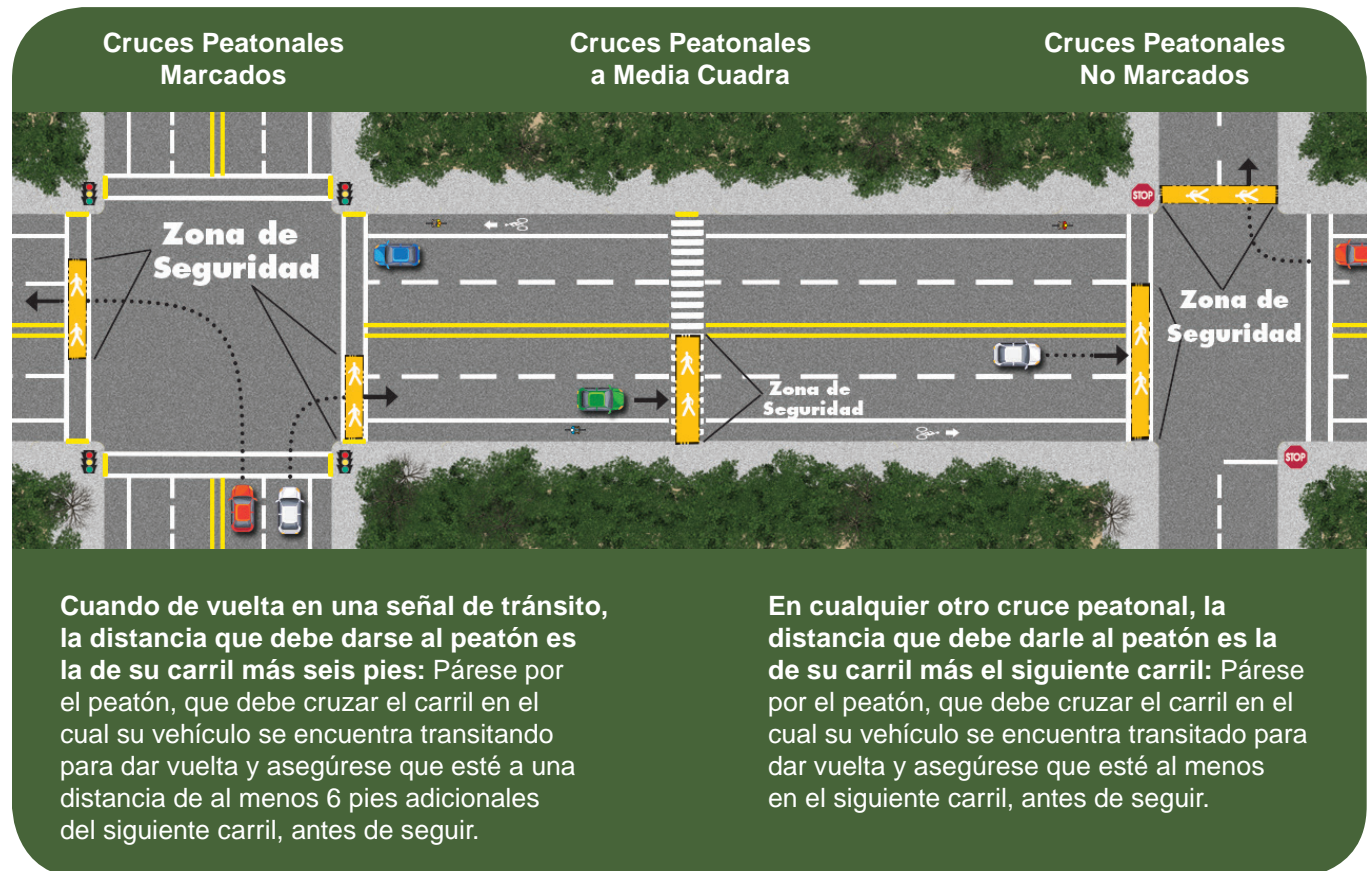 Cruces Peatonales
Marcados
Cruces Peatonales
a Media Cuadra
Cruces Peatonales
No Marcados
STOP
Zona de
Seguridad
Zona de
Seguridad
Zona de
Seguridad
STOP
Cuando de vuelta en una señal de tránsito,
la distancia que debe darse al peatón es
la de su carril más seis pies: Párese por
el peatón, que debe cruzar el carril en el
cual su vehículo se encuentra transitando
para dar vuelta y asegúrese que esté a una
distancia de al menos 6 pies adicionales
del siguiente carril, antes de seguir.
En cualquier otro cruce peatonal, la
distancia que debe darle al peatón es la
de su carril más el siguiente carril: Párese
por el peatón, que debe cruzar el carril en el
cual su vehículo se encuentra transitado para
dar vuelta y asegúrese que esté al menos
en el siguiente carril, antes de seguir.